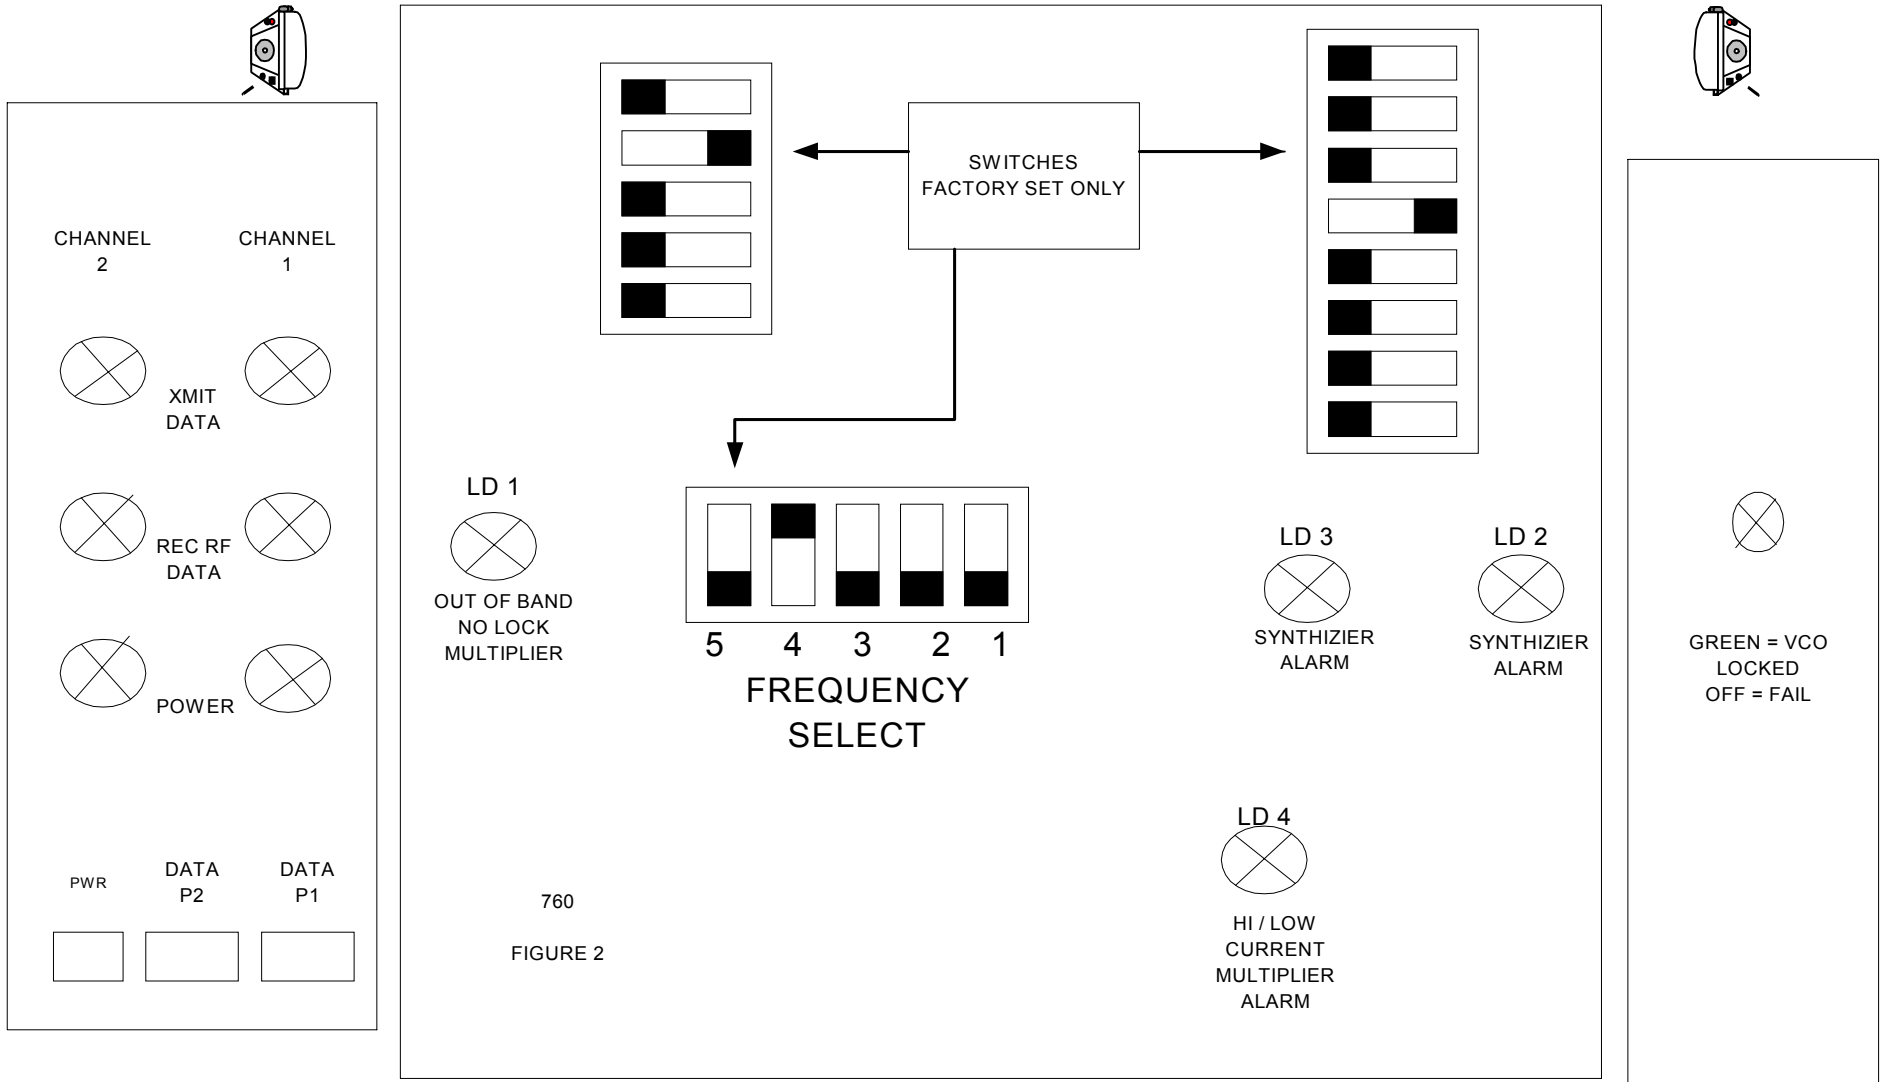 CHANNEL
2
CHANNEL
1
XMIT
DATA
REC RF
DATA
POWER
PWR
DATA
P2
DATA
P1
SWITCHES
FACTORY SET ONLY
LD 1
OUT OF BAND
NO LOCK
MULTIPLIER
5 4 3 2 1
FREQUENCY
SELECT
LD 3
SYNTHIZIER
ALARM
LD 2
SYNTHIZIER
ALARM
LD 4
HI / LOW
CURRENT
MULTIPLIER
ALARM
760
FIGURE 2
GREEN = VCO
LOCKED
OFF = FAIL